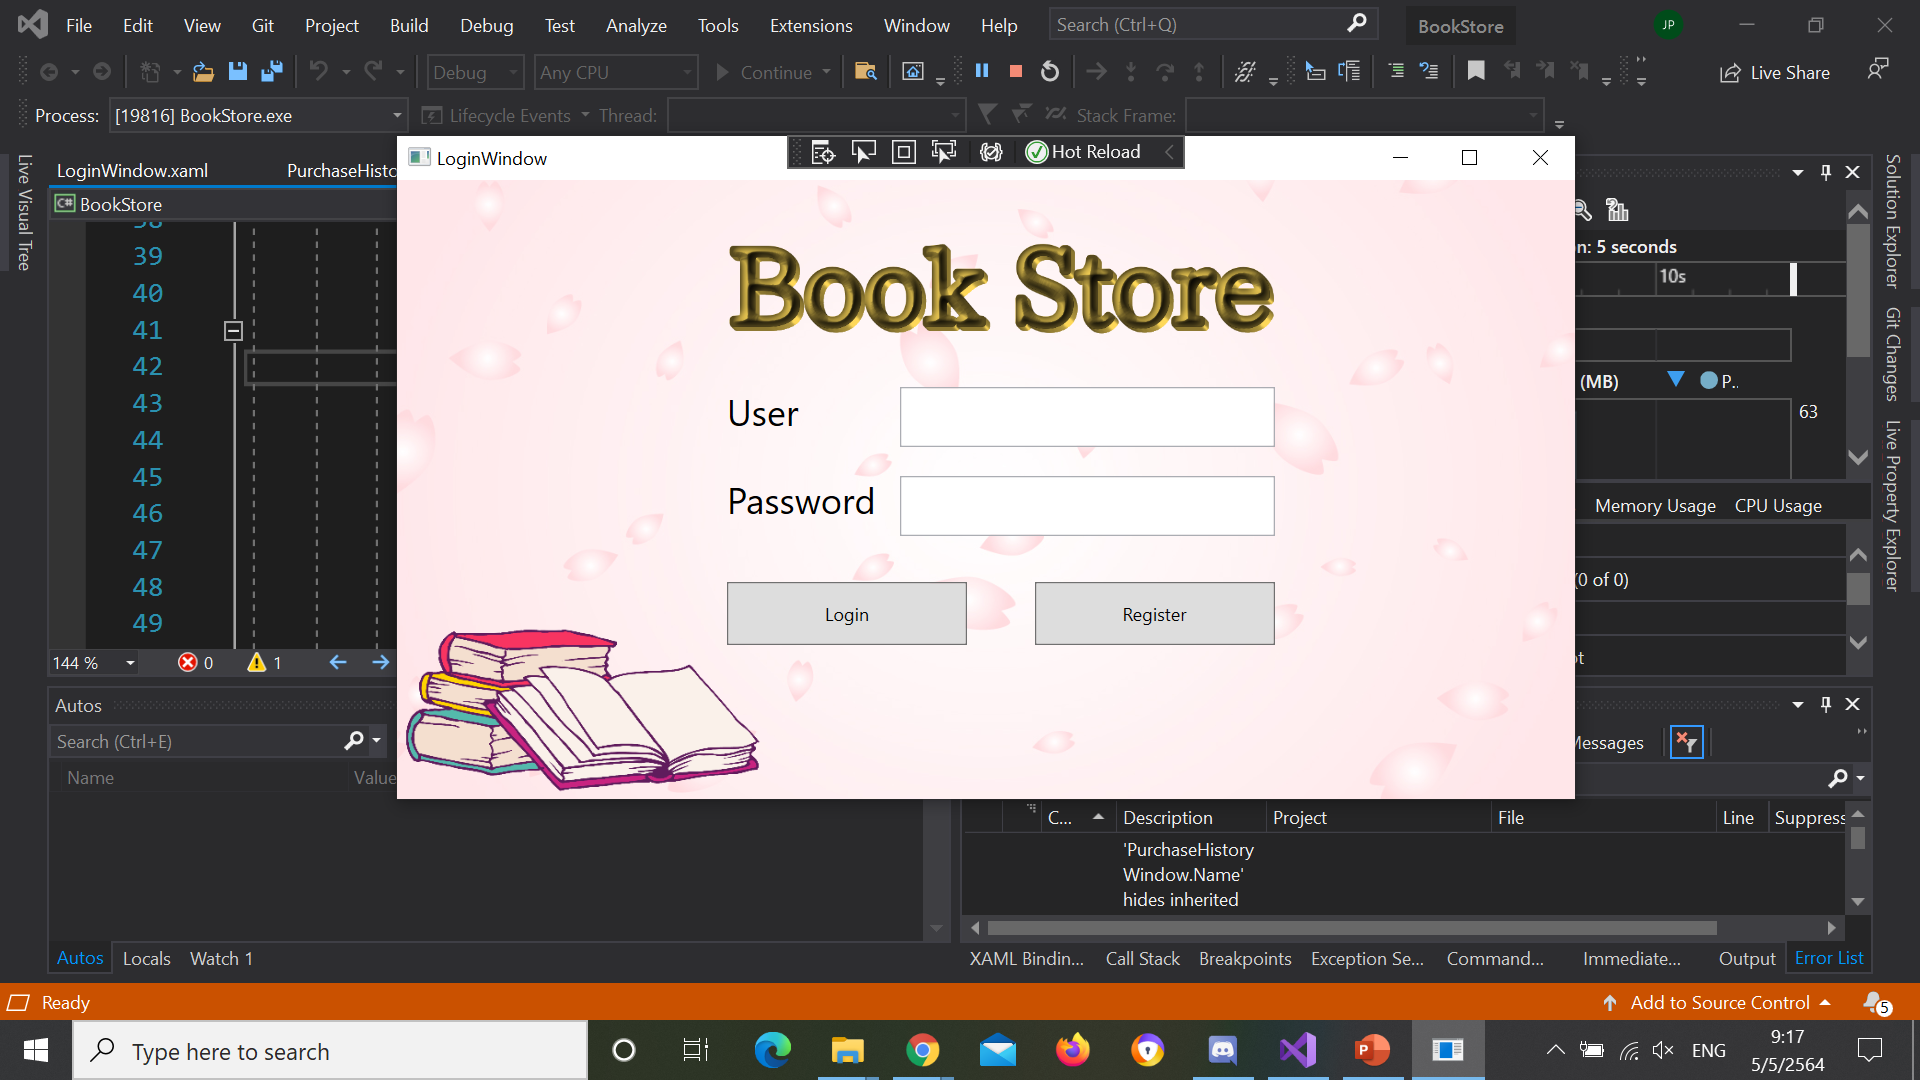 File Edit View Git Project Build Debug Test Analyze Tools Extensions Window Help Search (Ctrl+Q) BookStore JP
Debug Any CPU Continue Live Share
Process: [19816] BookStore.exe Lifecycle Events Thread: Stack Frame:
LoginWindow Hot Reload
Live Visual Tree
LoginWindow.xaml PurchaseHisto
BookStore
38
39
40
41
42
43
44
45
46
47
48
49
144 % 0 1
Book Store
User
Password
Login Register
n: 5 seconds
10s
(MB) P..
63
Memory Usage CPU Usage
(0 of 0)
Solution Explorer
Git Changes
Live Property Explorer
Autos
Search (Ctrl+E)
Name Value
Messages
C... Description Project File Line Suppress
'PurchaseHistory
Window.Name'
hides inherited
Autos Locals Watch 1
XAML Bindin... Call Stack Breakpoints Exception Se... Command... Immediate... Output Error List
Ready Add to Source Control 5
Type here to search
ENG
9:17
5/5/2564